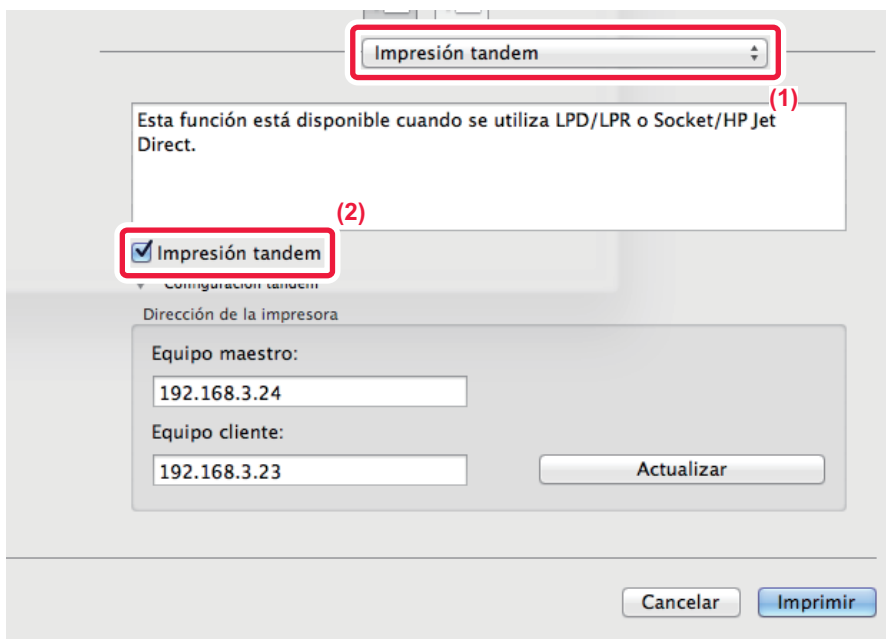 Impresión tandem
(1)
Esta función está disponible cuando se utiliza LPD/LPR o Socket/HP Jet
Direct.
(2)
Impresión tandem
Configuración tandem
Dirección de la impresora
Equipo maestro:
192.168.3.24
Equipo cliente:
192.168.3.23
Actualizar
Cancelar
Imprimir